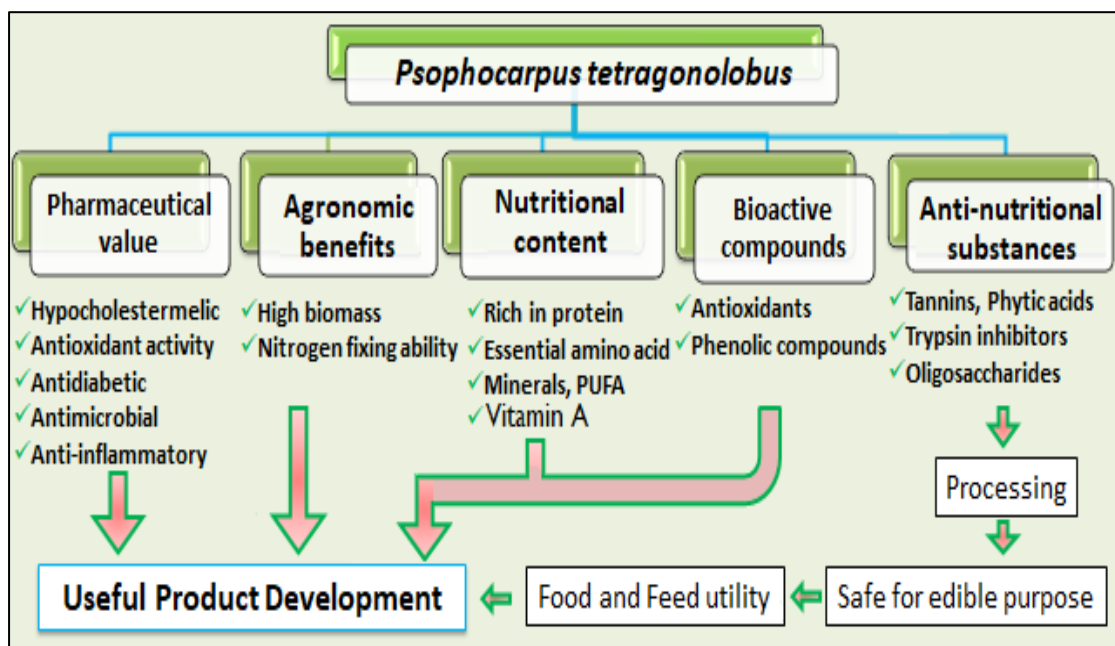 Psophocarpus tetragonolobus
Pharmaceutical
value
Agronomic
benefits
Nutritional
content
Bioactive
compounds
Anti-nutritional
substances
✓Hypocholestermelic
✓Antioxidant activity
✓Antidiabetic
✓Antimicrobial
✓Anti-inflammatory
✓High biomass
✓Nitrogen fixing ability
✓Rich in protein
✓Essential amino acid
✓Minerals, PUFA
✓Vitamin A
✓Antioxidants
✓Phenolic compounds
✓Tannins, Phytic acids
✓Trypsin inhibitors
✓Oligosaccharides
Processing
Safe for edible purpose
Food and Feed utility
Useful Product Development